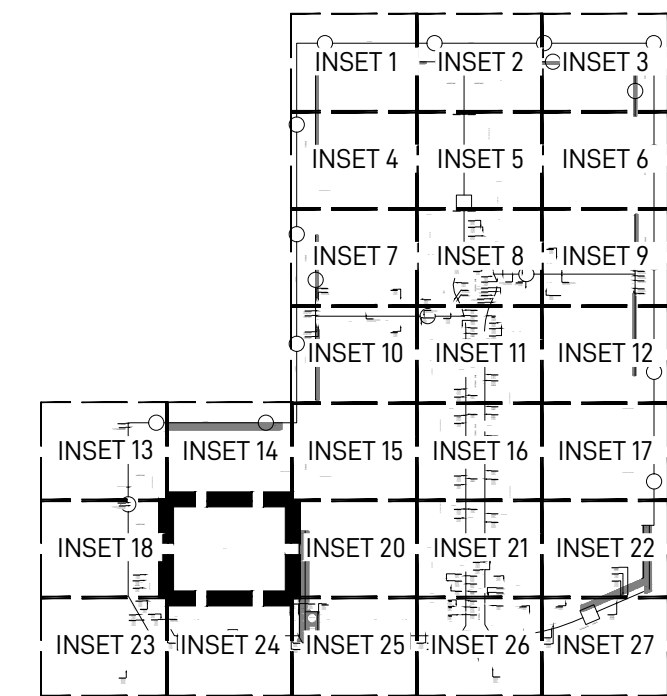 INSET 1 INSET 2 INSET 3
INSET 4 INSET 5 INSET 6
INSET 7 INSET 8 INSET 9
INSET 10 INSET 11 INSET 12
INSET 13 INSET 14 INSET 15 INSET 16 INSET 17
INSET 18 INSET 20 INSET 21 INSET 22
INSET 23 INSET 24 INSET 25 INSET 26 INSET 27